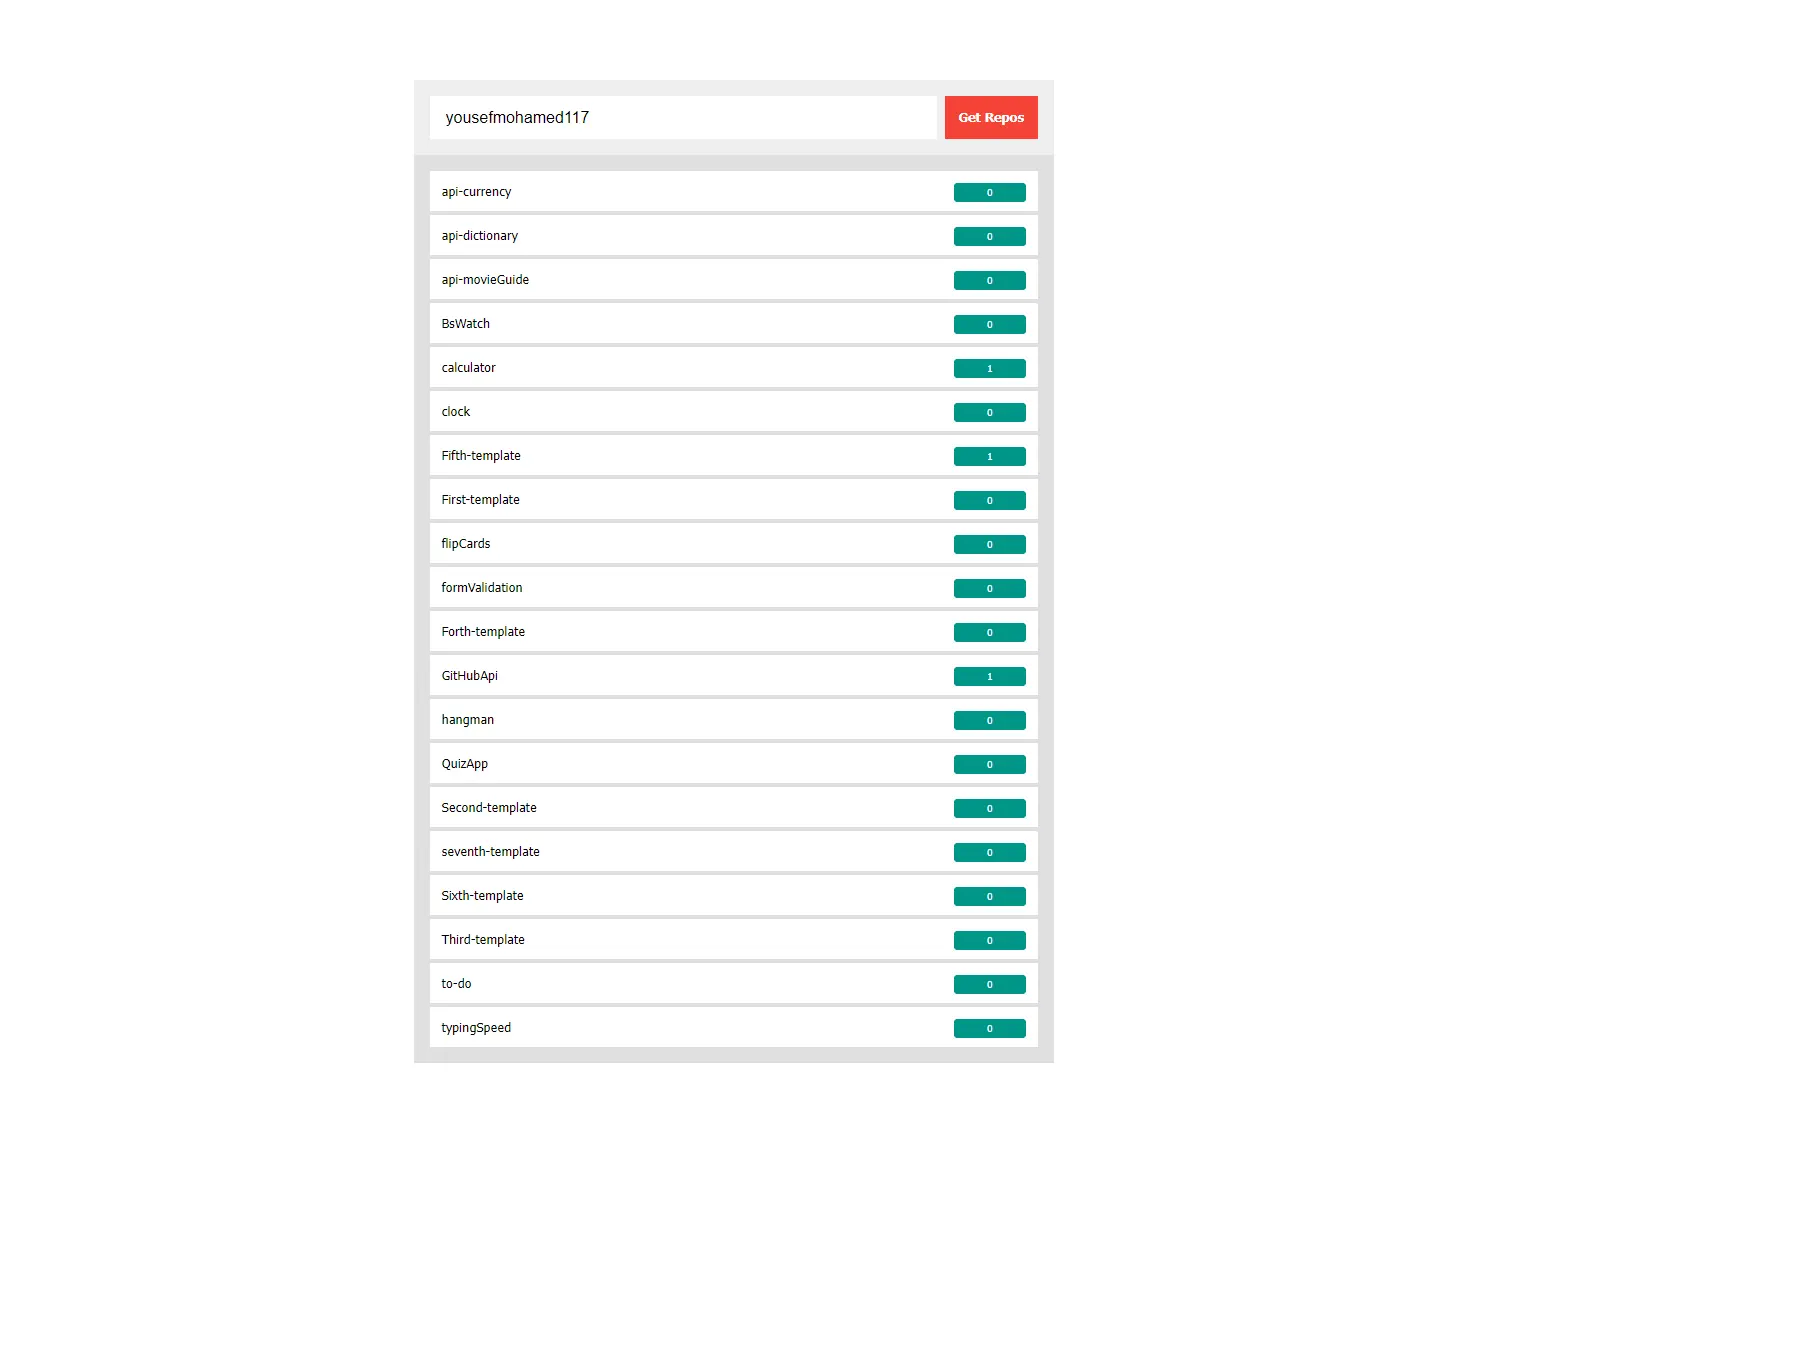 yousefmohamed117 Get Repos
api-currency 0
api-dictionary 0
api-movieGuide 0
BsWatch 0
calculator 1
clock 0
Fifth-template 1
First-template 0
flipCards 0
formValidation 0
Forth-template 0
GitHubApi 1
hangman 0
QuizApp 0
Second-template 0
seventh-template 0
Sixth-template 0
Third-template 0
to-do 0
typingSpeed 0